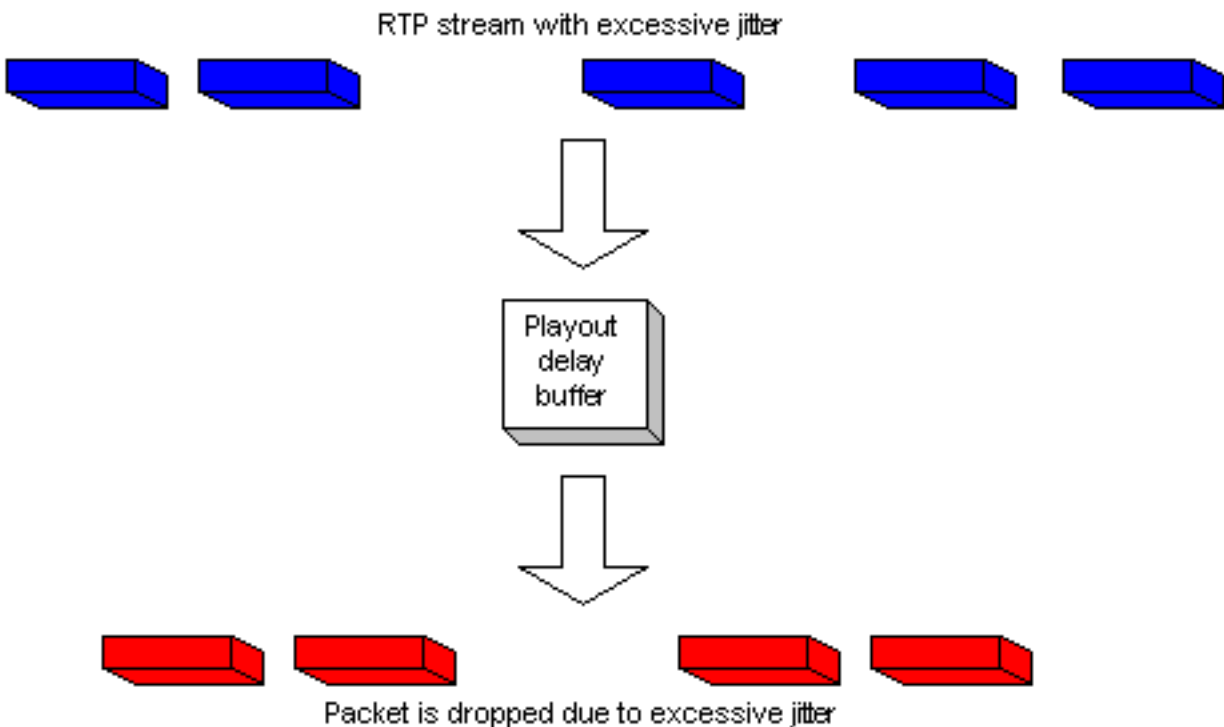 RTP stream with excessive jitter
Playout
delay
buffer
Packet is dropped due to excessive jitter